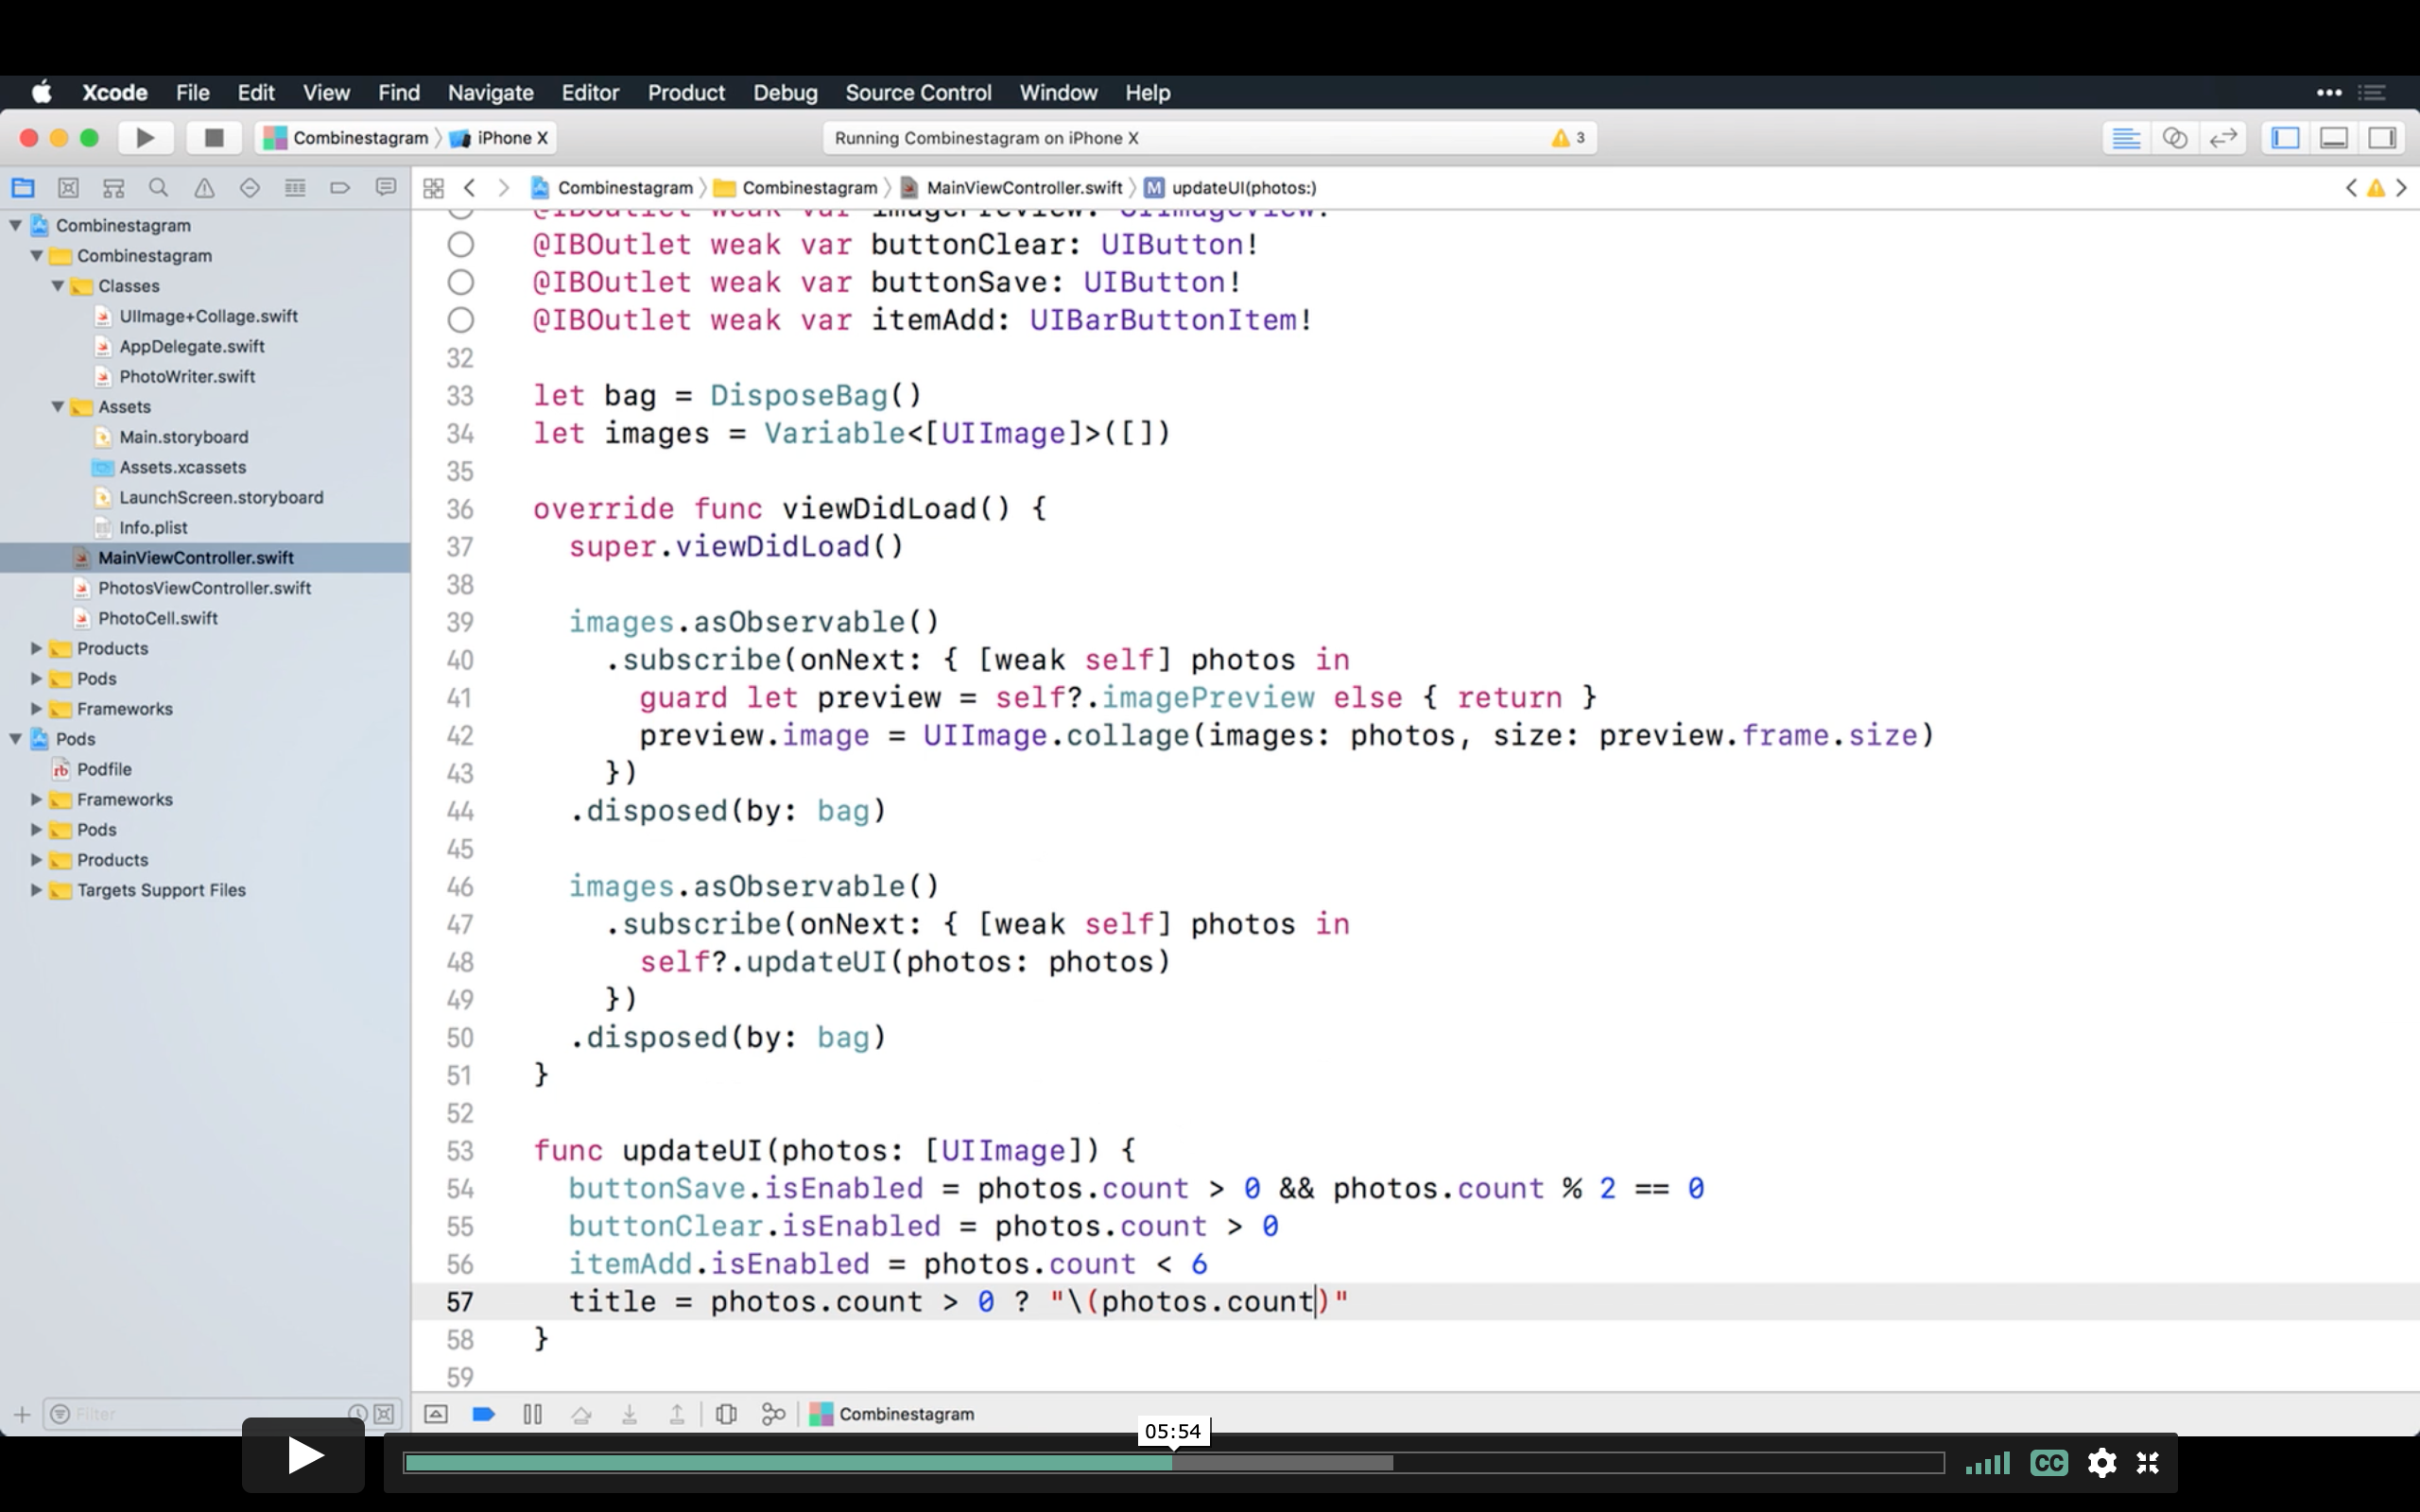 Xcode File Edit View Find Navigate Editor Product Debug Source Control Window Help
Combinestagram 〉 iPhone X
Running Combinestagram on iPhone X
3
Combinestagram 〉 Combinestagram 〉 MainViewController.swift 〉 M updateUI(photos:)
Combinestagram
Combinestagram
Classes
UIImage+Collage.swift
AppDelegate.swift
PhotoWriter.swift
Assets
Main.storyboard
Assets.xcassets
LaunchScreen.storyboard
Info.plist
MainViewController.swift
PhotosViewController.swift
PhotoCell.swift
Products
Pods
Frameworks
Pods
rb Podfile
Frameworks
Pods
Products
Targets Support Files
Filter
@IBOutlet weak var imagePreview: UIImageView!
@IBOutlet weak var buttonClear: UIButton!
@IBOutlet weak var buttonSave: UIButton!
@IBOutlet weak var itemAdd: UIBarButtonItem!
32
33 let bag = DisposeBag()
34 let images = Variable<[UIImage]>([])
35
36 override func viewDidLoad() {
37 super.viewDidLoad()
38
39 images.asObservable()
40 .subscribe(onNext: { [weak self] photos in
41 guard let preview = self?.imagePreview else { return }
42 preview.image = UIImage.collage(images: photos, size: preview.frame.size)
43 })
44 .disposed(by: bag)
45
46 images.asObservable()
47 .subscribe(onNext: { [weak self] photos in
48 self?.updateUI(photos: photos)
49 })
50 .disposed(by: bag)
51 }
52
53 func updateUI(photos: [UIImage]) {
54 buttonSave.isEnabled = photos.count > 0 && photos.count % 2 == 0
55 buttonClear.isEnabled = photos.count > 0
56 itemAdd.isEnabled = photos.count < 6
57 title = photos.count > 0 ? "\(photos.count)"
58 }
59
Combinestagram
05:54
CC